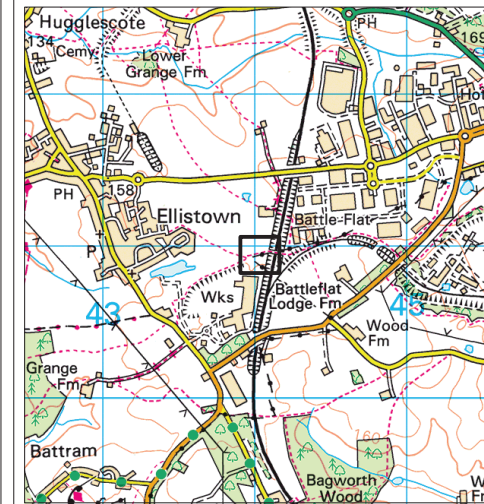 Hugglescote
PH
134
Cemy
169
Lower
Grange Fm
PH
158
Ellistown
Battle Flat
P
Wks
Battleflat
Lodge Fm
43
45
Wood
Fm
Grange
Fm
Battram
160
Bagworth
Wood